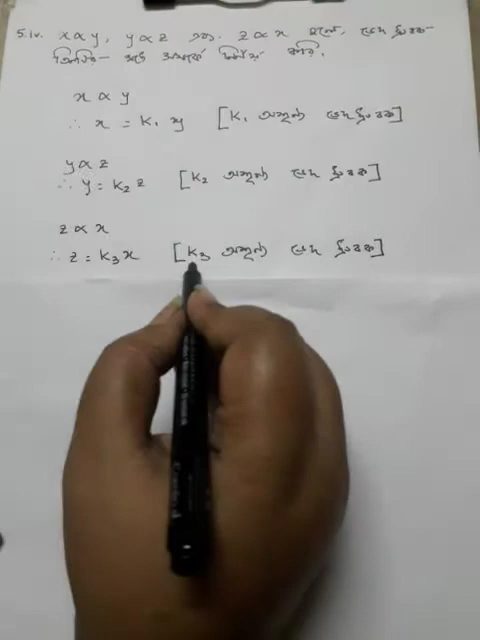 5.iv. x ∝ y, y ∝ z এবং z ∝ x হলে, ভেদ ধ্রুবক-
তিনটির মধ্যে সম্পর্ক নির্ণয় করি।
x ∝ y
∴ x = K₁ y [K₁ অশূন্য ভেদ ধ্রুবক]
y ∝ z
∴ y = K₂ z [K₂ অশূন্য ভেদ ধ্রুবক]
z ∝ x
∴ z = K₃ x [K₃ অশূন্য ভেদ ধ্রুবক]